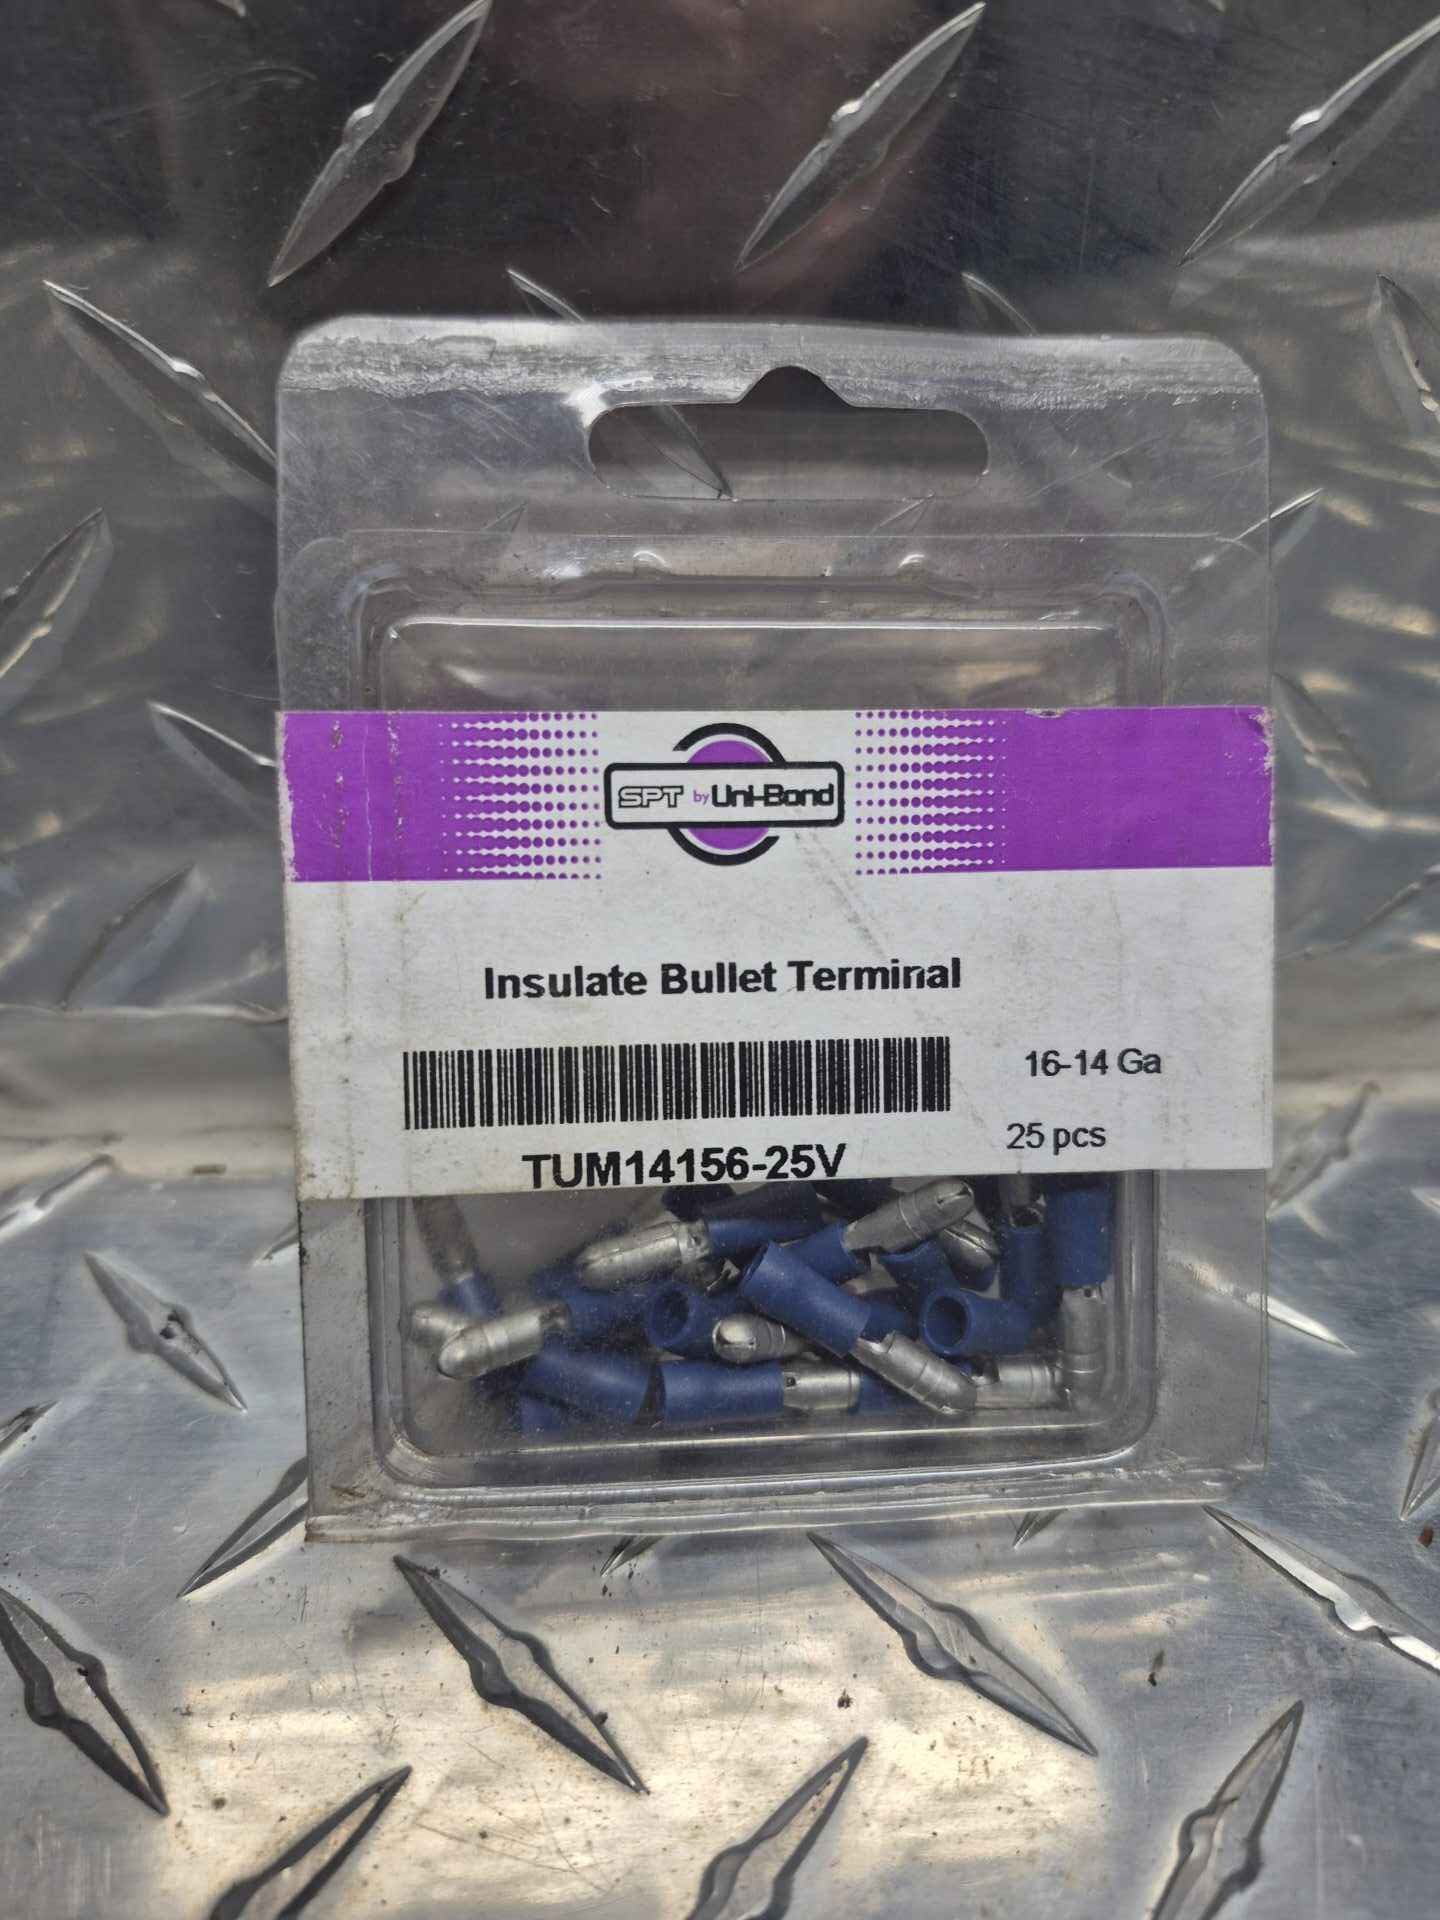 SPT by Uni-Bond
Insulate Bullet Terminal
16-14 Ga
25 pcs
TUM14156-25V